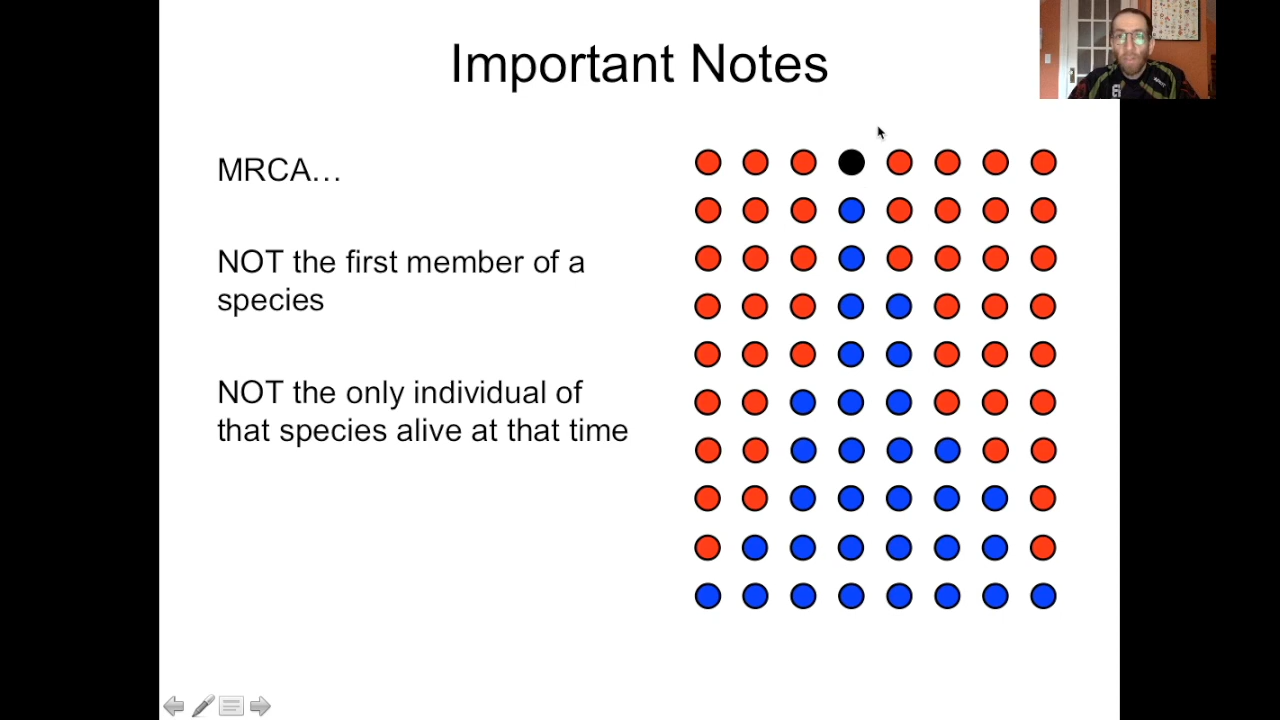 Important Notes
MRCA…
NOT the first member of a
species
NOT the only individual of
that species alive at that time